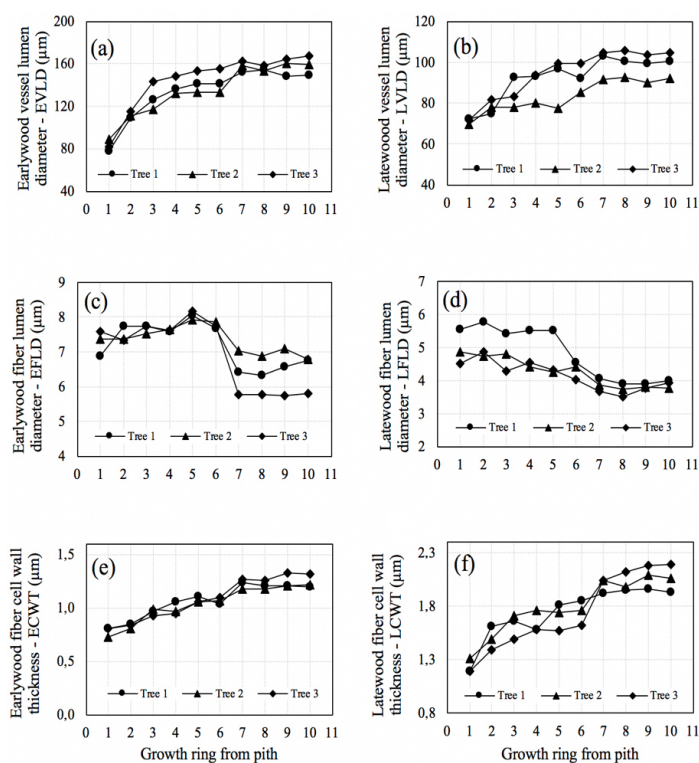 Earlywood vessel lumen
diameter - EVLD (µm)
200
160
120
80
40
(a)
Tree 1 Tree 2 Tree 3
0 1 2 3 4 5 6 7 8 9 10 11
Latewoood vessel lumen
diameter - LVLD (µm)
120
100
80
60
40
(b)
Tree 1 Tree 2 Tree 3
0 1 2 3 4 5 6 7 8 9 10 11
Earlywood fiber lumen
diameter - EFLD (µm)
9
8
7
6
5
4
(c)
Tree 1 Tree 2 Tree 3
0 1 2 3 4 5 6 7 8 9 10 11
Latewood fiber lumen
diameter - LFLD (µm)
7
6
5
4
3
2
(d)
Tree 1 Tree 2 Tree 3
0 1 2 3 4 5 6 7 8 9 10 11
Earlywood fiber cell wall
thickness - ECWT (µm)
1,5
1,0
0,5
0,0
(e)
Tree 1 Tree 2 Tree 3
0 1 2 3 4 5 6 7 8 9 10 11
Growth ring from pith
Latewood fiber cell wall
thickness - LCWT (µm)
2,3
1,8
1,3
0,8
(f)
Tree 1 Tree 2 Tree 3
0 1 2 3 4 5 6 7 8 9 10 11
Growth ring from pith